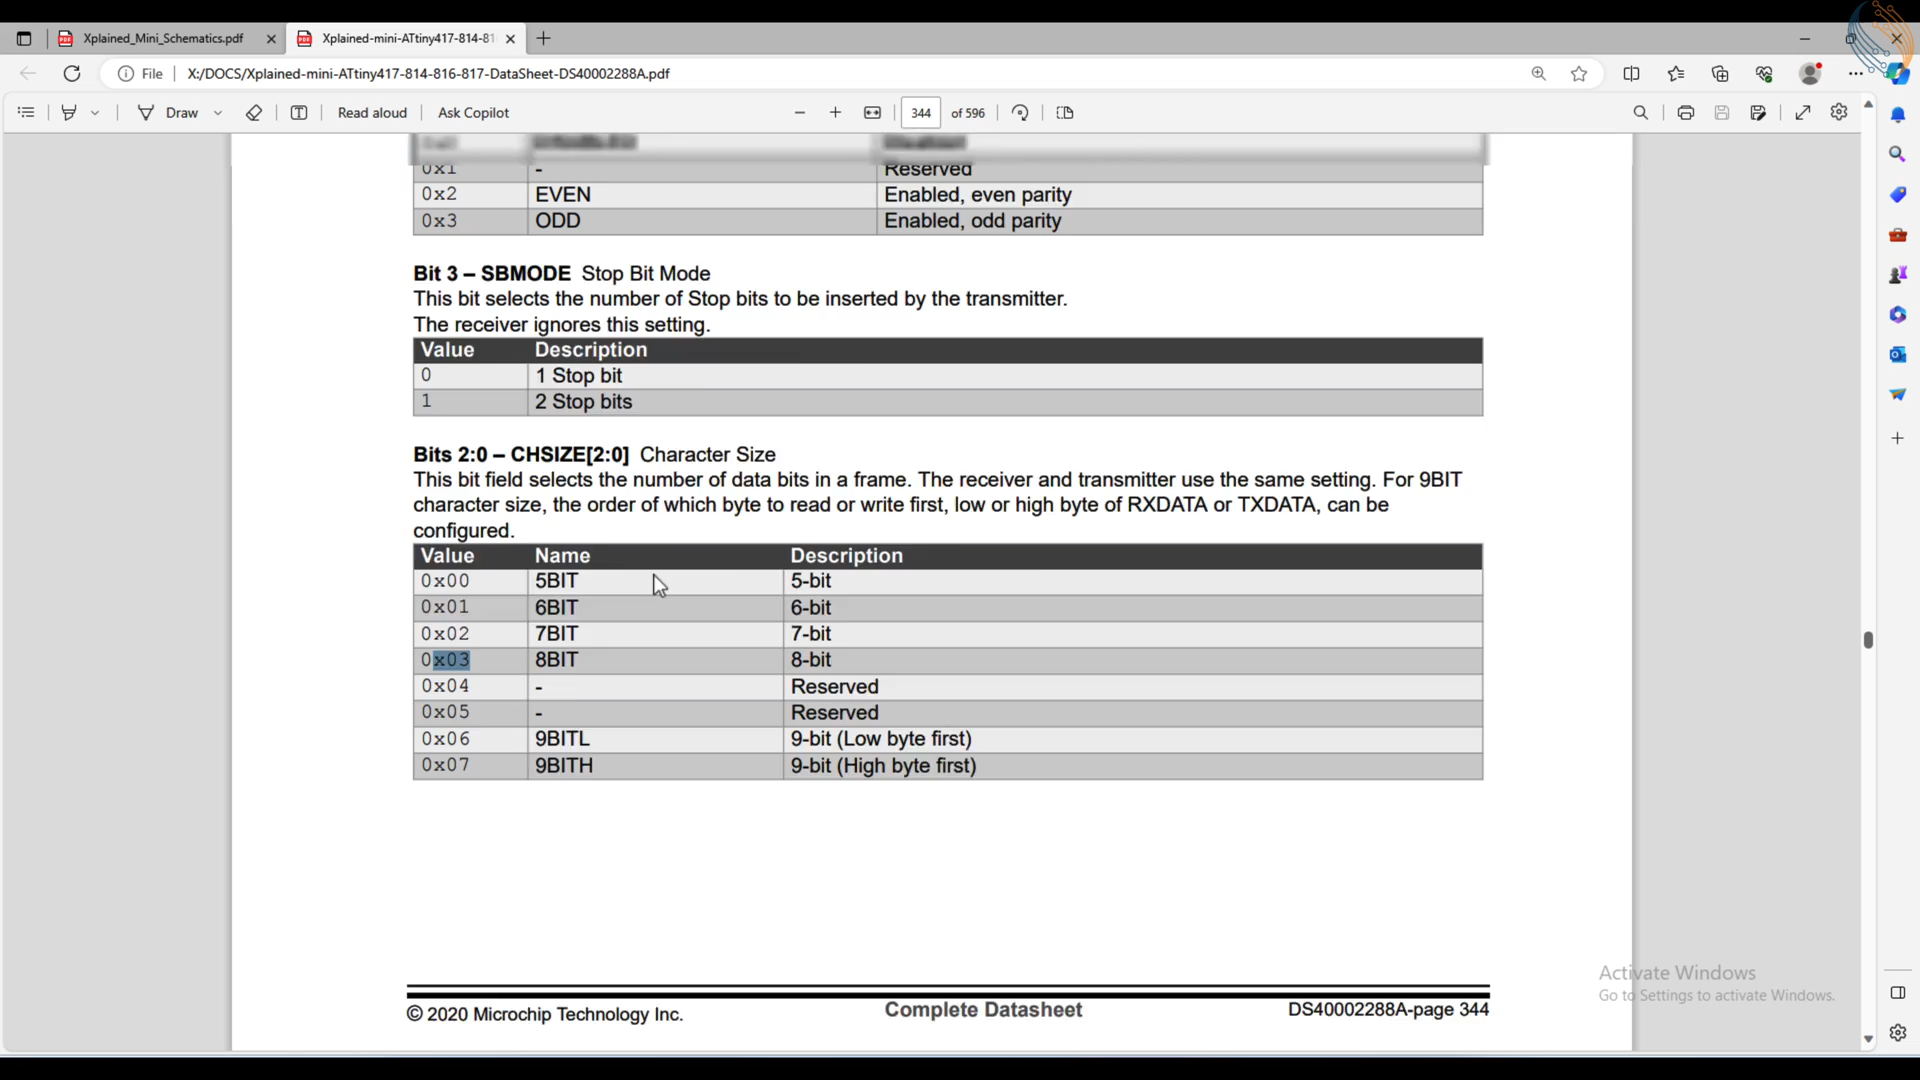 Xplained_Mini_Schematics.pdf
Xplained-mini-ATtiny417-814-81
File X:/DOCS/Xplained-mini-ATtiny417-814-816-817-DataSheet-DS40002288A.pdf
Draw Read aloud Ask Copilot 344 of 596
0x1 - Reserved
0x2 EVEN Enabled, even parity
0x3 ODD Enabled, odd parity
Bit 3 – SBMODE Stop Bit Mode
This bit selects the number of Stop bits to be inserted by the transmitter.
The receiver ignores this setting.
Value Description
0 1 Stop bit
1 2 Stop bits
Bits 2:0 – CHSIZE[2:0] Character Size
This bit field selects the number of data bits in a frame. The receiver and transmitter use the same setting. For 9BIT
character size, the order of which byte to read or write first, low or high byte of RXDATA or TXDATA, can be
configured.
Value Name Description
0x00 5BIT 5-bit
0x01 6BIT 6-bit
0x02 7BIT 7-bit
0x03 8BIT 8-bit
0x04 - Reserved
0x05 - Reserved
0x06 9BITL 9-bit (Low byte first)
0x07 9BITH 9-bit (High byte first)
Activate Windows
Go to Settings to activate Windows.
© 2020 Microchip Technology Inc. Complete Datasheet DS40002288A-page 344